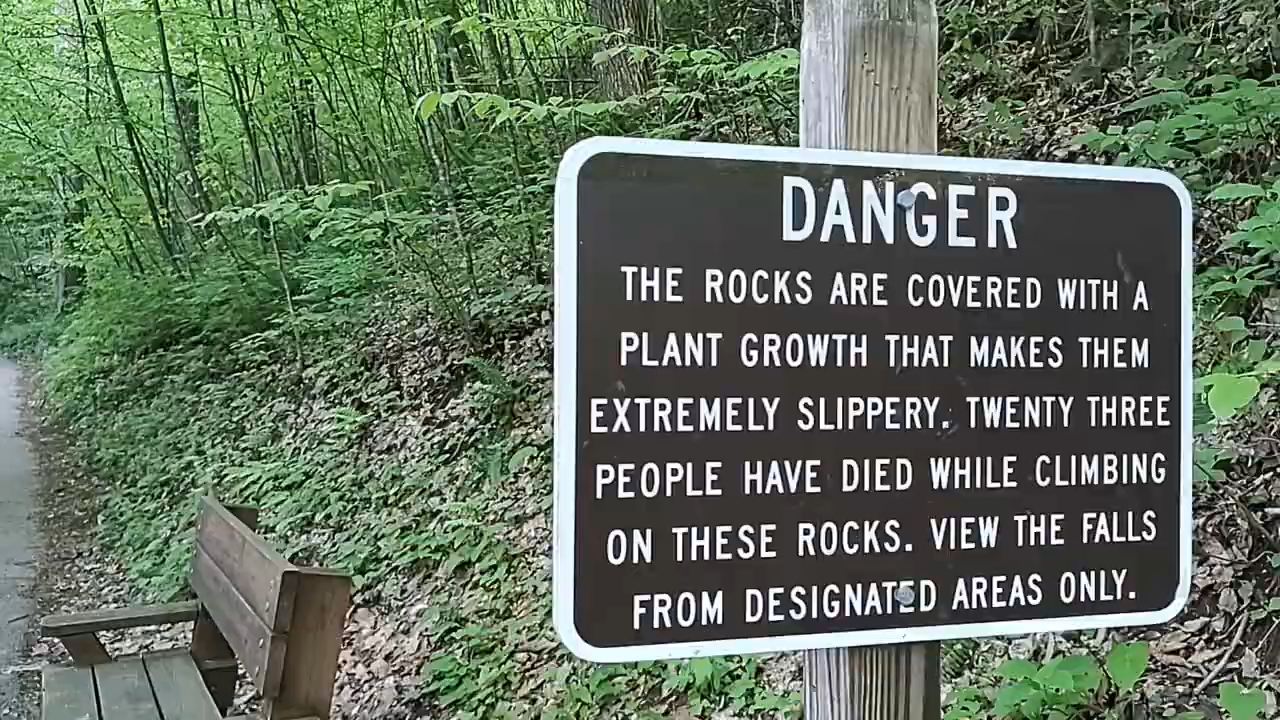 DANGER
THE ROCKS ARE COVERED WITH A
PLANT GROWTH THAT MAKES THEM
EXTREMELY SLIPPERY. TWENTY THREE
PEOPLE HAVE DIED WHILE CLIMBING
ON THESE ROCKS. VIEW THE FALLS
FROM DESIGNATED AREAS ONLY.